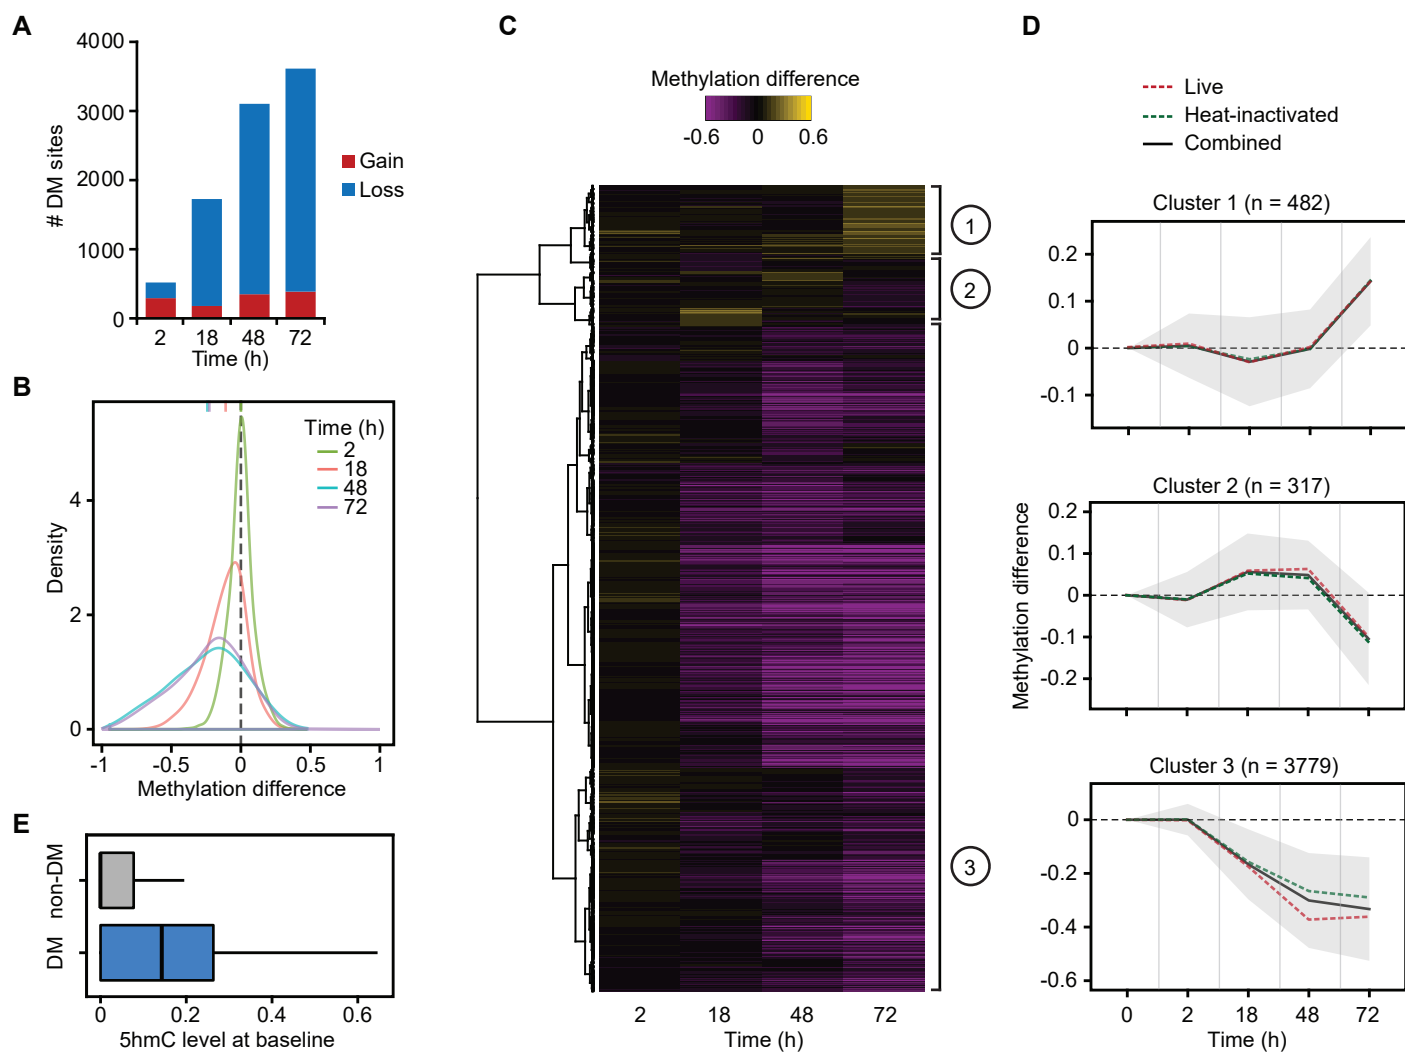 A
4000
3000
2000
1000
0
# DM sites
2 18 48 72
Time (h)
Gain
Loss
B
Time (h)
2
18
48
72
4
2
0
Density
-1 -0.5 0 0.5 1
Methylation difference
E
non-DM
DM
0 0.2 0.4 0.6
5hmC level at baseline
C
Methylation difference
-0.6 0 0.6
1
2
3
2 18 48 72
Time (h)
D
Live
Heat-inactivated
Combined
Cluster 1 (n = 482)
0.2
0.1
0
-0.1
Cluster 2 (n = 317)
0.2
0.1
0
-0.1
-0.2
Methylation difference
Cluster 3 (n = 3779)
0
-0.2
-0.4
-0.6
0 2 18 48 72
Time (h)